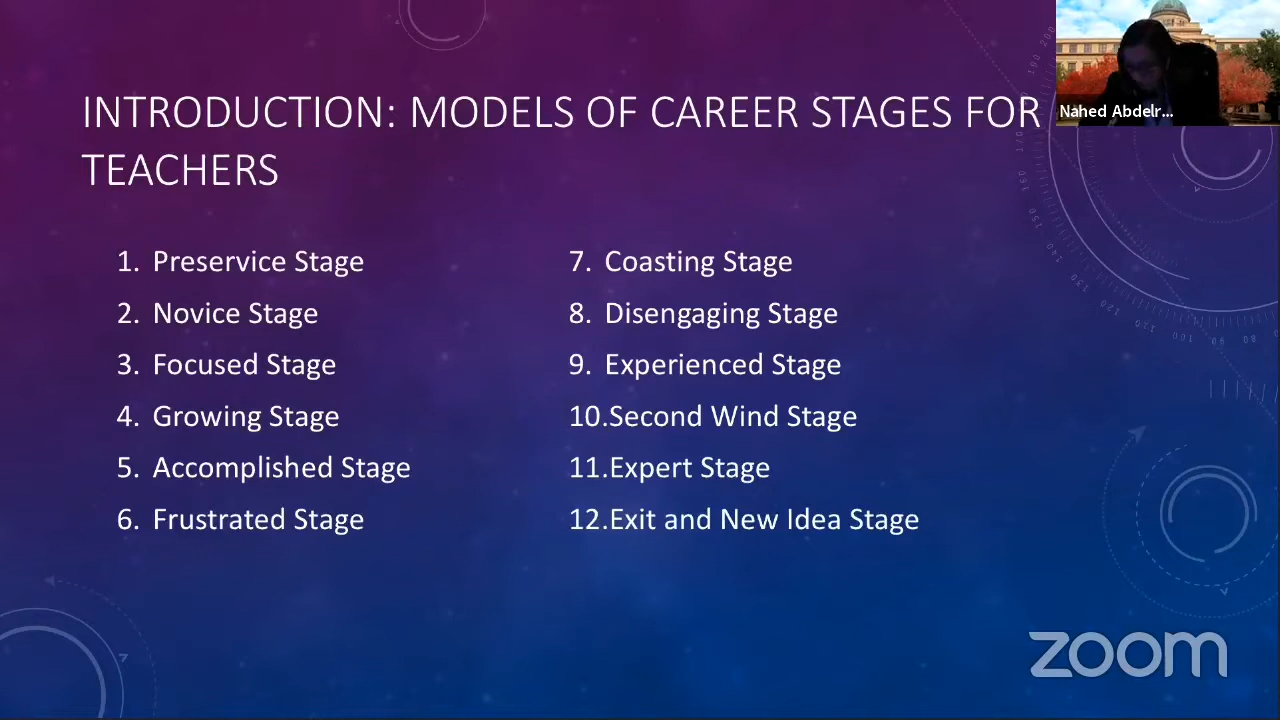 INTRODUCTION: MODELS OF CAREER STAGES FOR
TEACHERS
Nahed Abdelr...
1. Preservice Stage
2. Novice Stage
3. Focused Stage
4. Growing Stage
5. Accomplished Stage
6. Frustrated Stage
7. Coasting Stage
8. Disengaging Stage
9. Experienced Stage
10.Second Wind Stage
11.Expert Stage
12.Exit and New Idea Stage
zoom